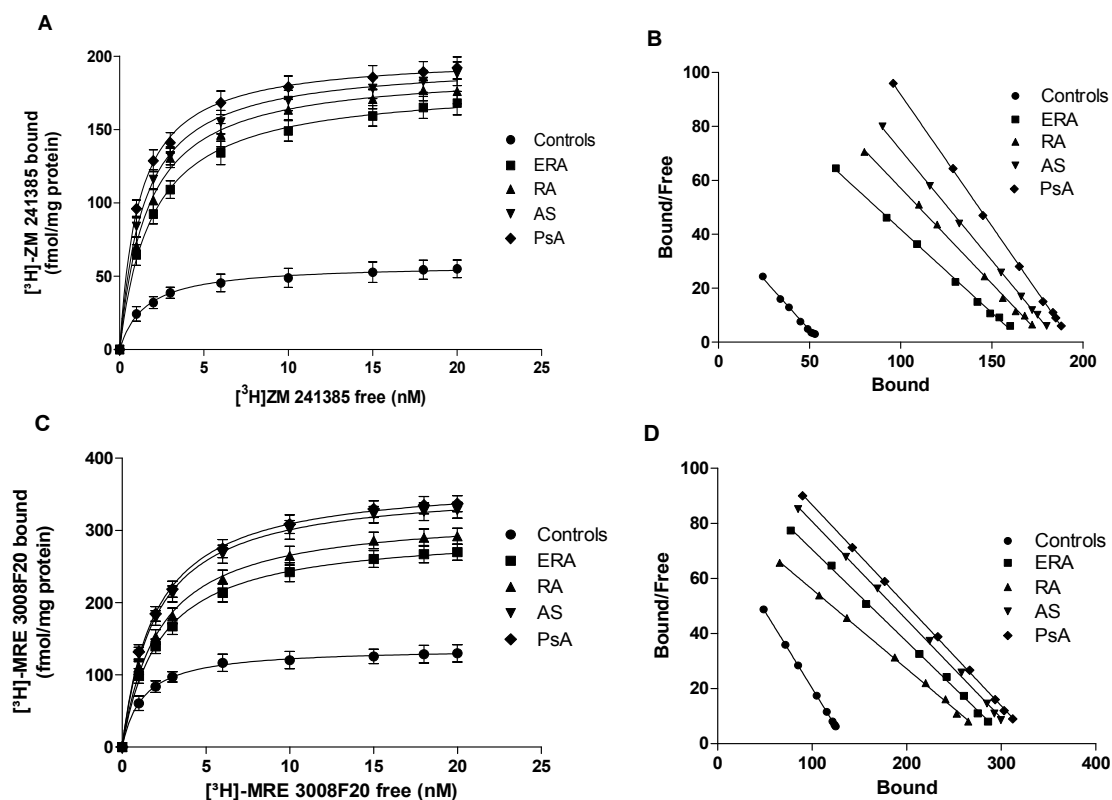 A
200
150
100
50
0
0 5 10 15 20 25
[³H]-ZM 241385 bound
(fmol/mg protein)
[³H]ZM 241385 free (nM)
Controls
ERA
RA
AS
PsA
B
100
80
60
40
20
0
0 50 100 150 200
Bound/Free
Bound
Controls
ERA
RA
AS
PsA
C
400
300
200
100
0
0 5 10 15 20 25
[³H]-MRE 3008F20 bound
(fmol/mg protein)
[³H]-MRE 3008F20 free (nM)
Controls
ERA
RA
AS
PsA
D
100
80
60
40
20
0
0 100 200 300 400
Bound/Free
Bound
Controls
ERA
RA
AS
PsA